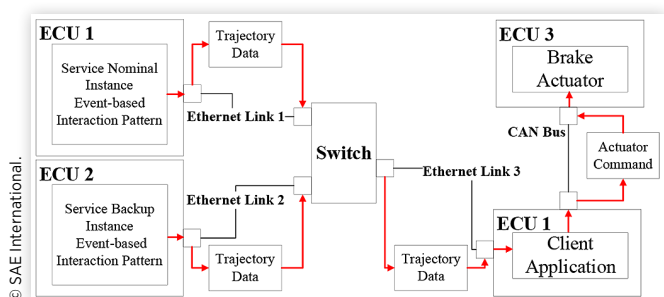 ECU 1
Service Nominal
Instance
Event-based
Interaction Pattern
Trajectory
Data
Ethernet Link 1
ECU 2
Service Backup
Instance
Event-based
Interaction Pattern
Ethernet Link 2
Trajectory
Data
Switch
Ethernet Link 3
Trajectory
Data
ECU 3
Brake
Actuator
CAN Bus
Actuator
Command
ECU 1
Client
Application
© SAE International.